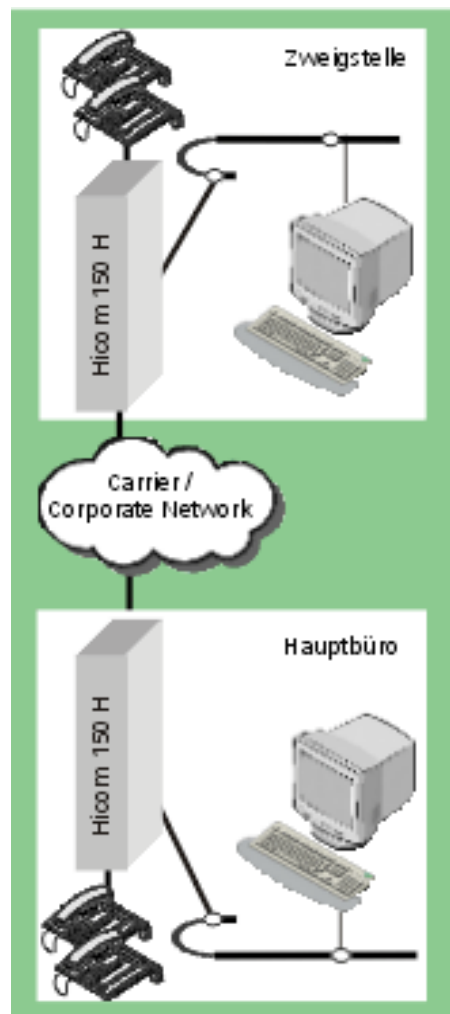 Zweigstelle
Hicom 150 H
Carrier /
Corporate Network
Hauptbüro
Hicom 150 H